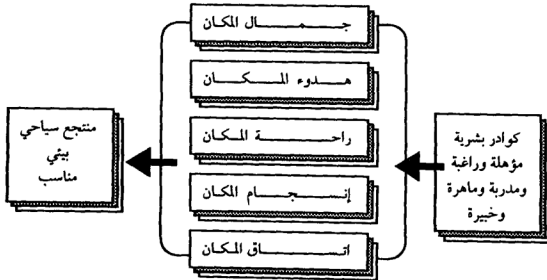 كوادر بشرية
مؤهلة وراغبة
ومدربة وماهرة
وخبيرة
جمال المكان
هدوء المكان
راحة المكان
إنسجام المكان
اتساق المكان
منتجع سياحي
بيئي
مناسب